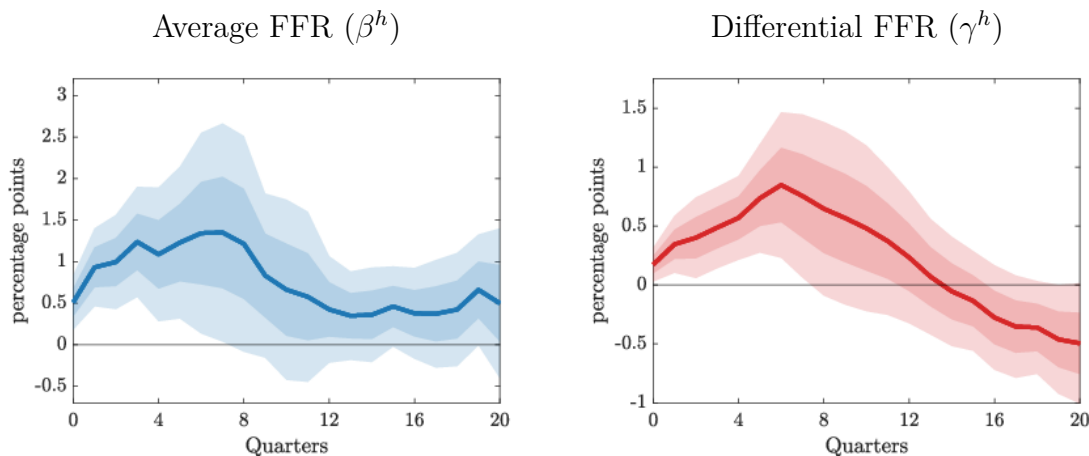 Average FFR (β^h)
percentage points
3
2.5
2
1.5
1
0.5
0
-0.5
0 4 8 12 16 20
Quarters
Differential FFR (γ^h)
percentage points
1.5
1
0.5
0
-0.5
-1
0 4 8 12 16 20
Quarters